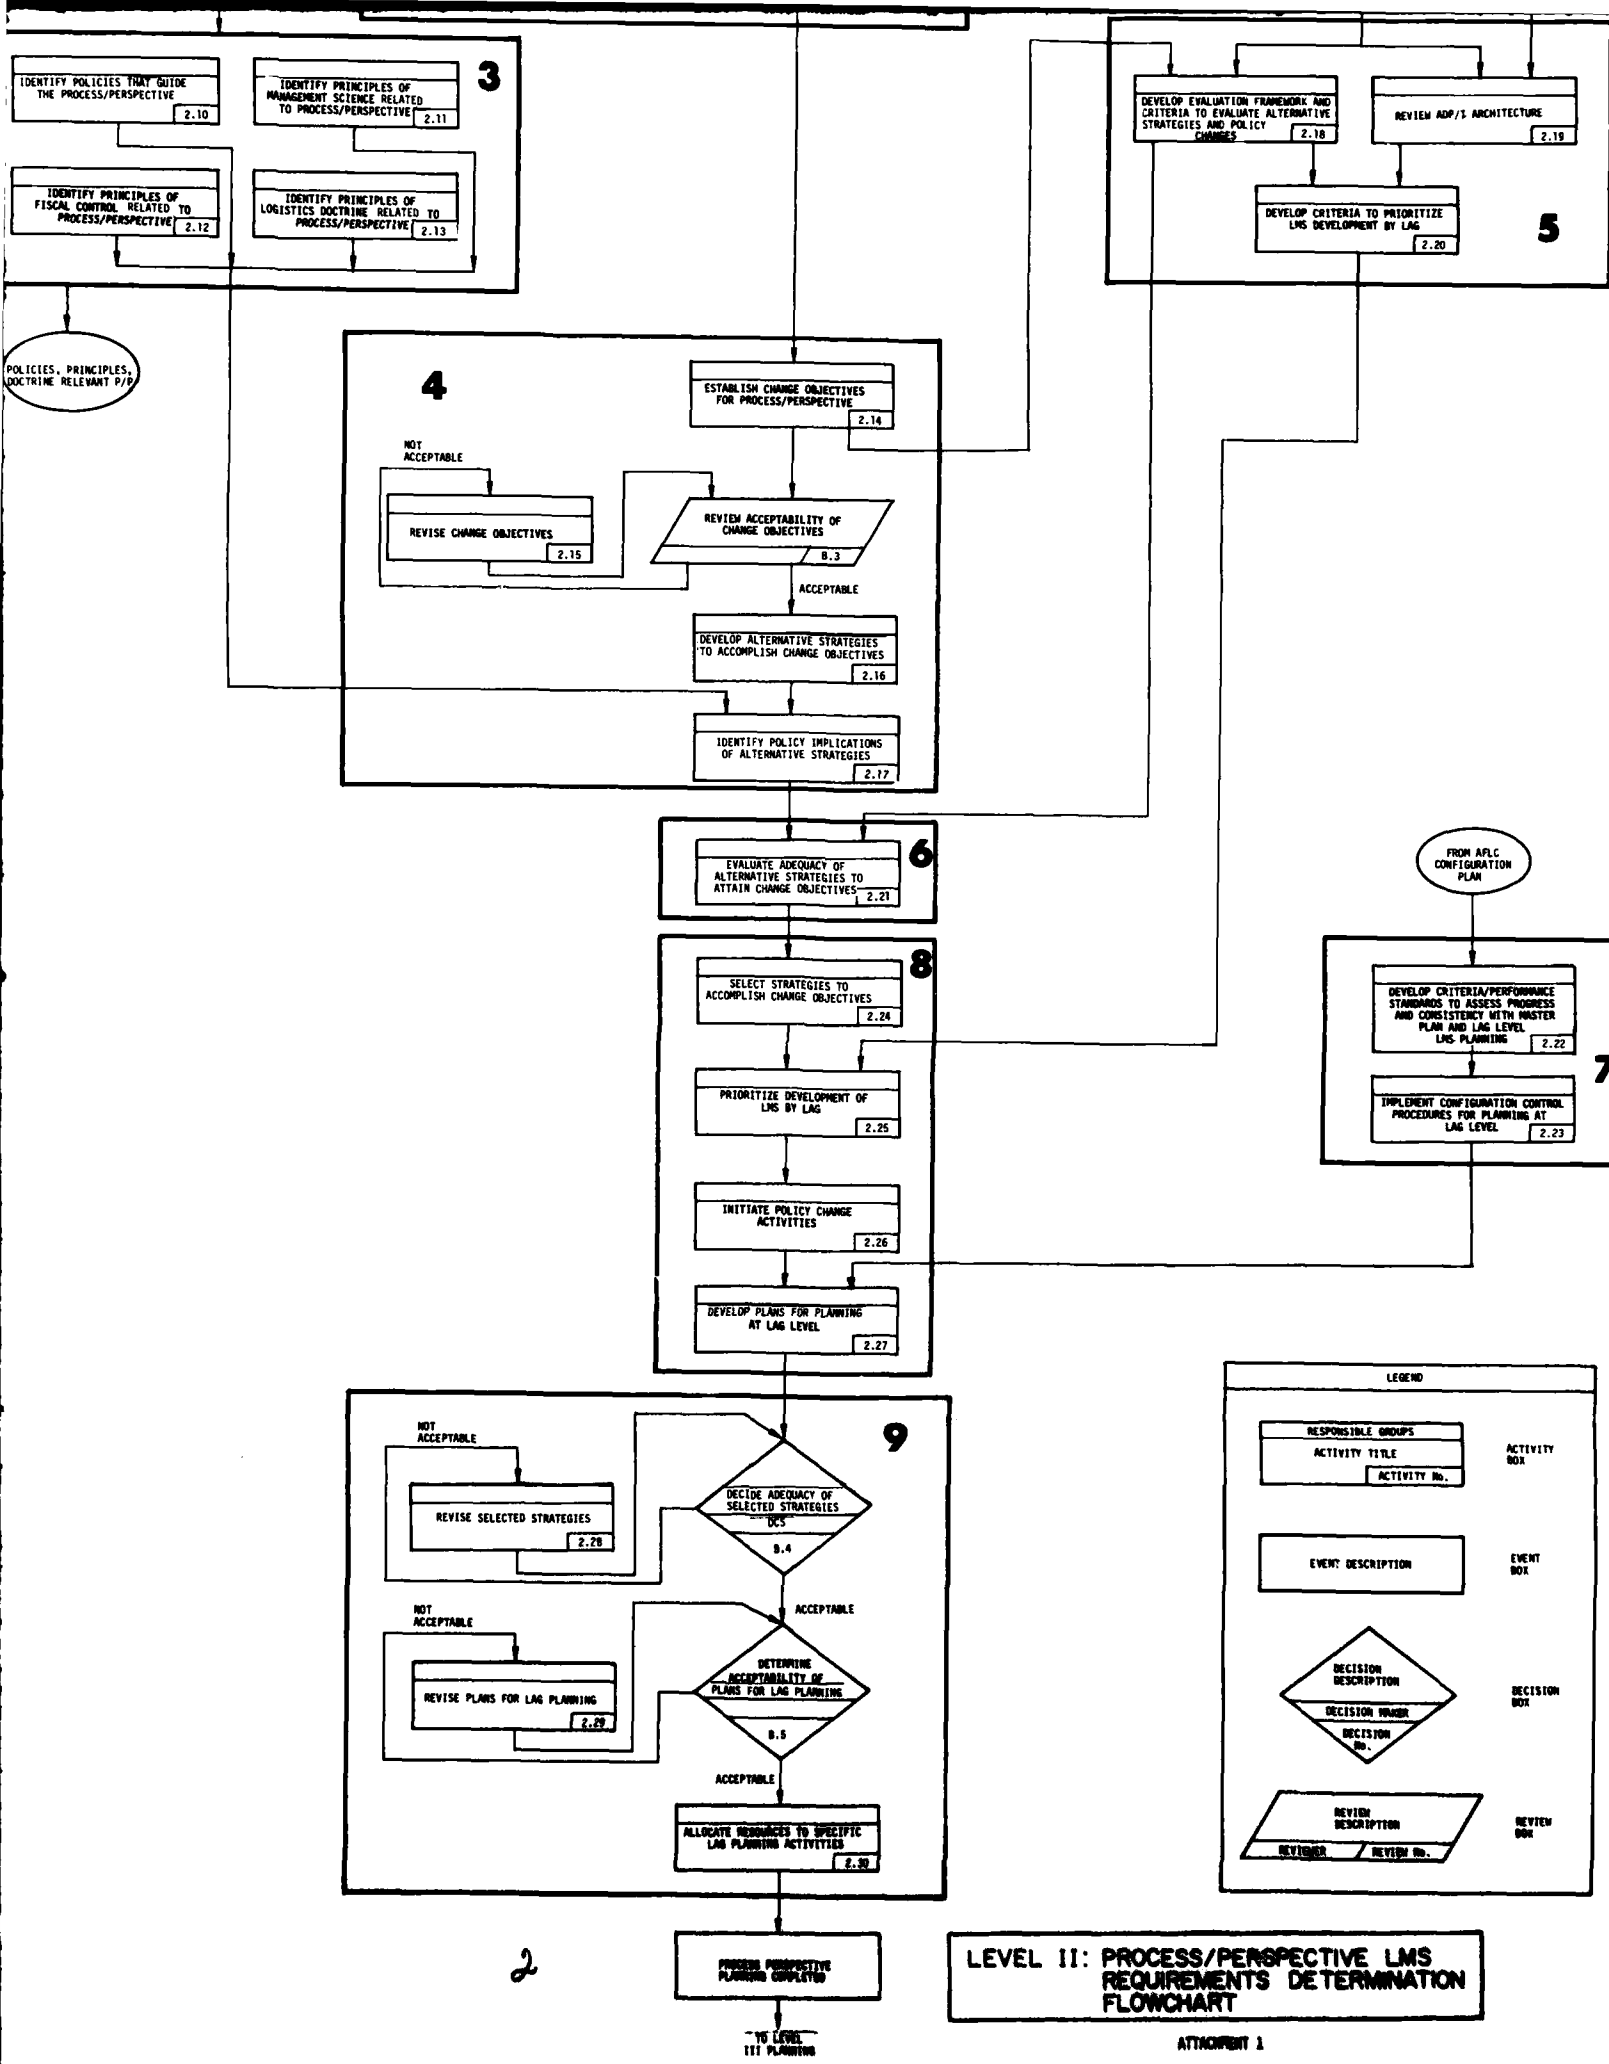 3
IDENTIFY POLICIES THAT GUIDE
THE PROCESS/PERSPECTIVE
2.10
IDENTIFY PRINCIPLES OF
MANAGEMENT SCIENCE RELATED
TO PROCESS/PERSPECTIVE
2.11
IDENTIFY PRINCIPLES OF
FISCAL CONTROL RELATED TO
PROCESS/PERSPECTIVE
2.12
IDENTIFY PRINCIPLES OF
LOGISTICS DOCTRINE RELATED TO
PROCESS/PERSPECTIVE
2.13
POLICIES, PRINCIPLES,
DOCTRINE RELEVANT P/P
5
DEVELOP EVALUATION FRAMEWORK AND
CRITERIA TO EVALUATE ALTERNATIVE
STRATEGIES AND POLICY
CHANGES
2.18
REVIEW ADP/T ARCHITECTURE
2.19
DEVELOP CRITERIA TO PRIORITIZE
LMS DEVELOPMENT BY LAG
2.20
4
ESTABLISH CHANGE OBJECTIVES
FOR PROCESS/PERSPECTIVE
2.14
NOT
ACCEPTABLE
REVISE CHANGE OBJECTIVES
2.15
REVIEW ACCEPTABILITY OF
CHANGE OBJECTIVES
B.3
ACCEPTABLE
DEVELOP ALTERNATIVE STRATEGIES
TO ACCOMPLISH CHANGE OBJECTIVES
2.16
IDENTIFY POLICY IMPLICATIONS
OF ALTERNATIVE STRATEGIES
2.17
6
EVALUATE ADEQUACY OF
ALTERNATIVE STRATEGIES TO
ATTAIN CHANGE OBJECTIVES
2.21
FROM AFLC
CONFIGURATION
PLAN
8
SELECT STRATEGIES TO
ACCOMPLISH CHANGE OBJECTIVES
2.24
PRIORITIZE DEVELOPMENT OF
LMS BY LAG
2.25
INITIATE POLICY CHANGE
ACTIVITIES
2.26
DEVELOP PLANS FOR PLANNING
AT LAG LEVEL
2.27
7
DEVELOP CRITERIA/PERFORMANCE
STANDARDS TO ASSESS PROGRESS
AND CONSISTENCY WITH MASTER
PLAN AND LAG LEVEL
LMS PLANNING
2.22
IMPLEMENT CONFIGURATION CONTROL
PROCEDURES FOR PLANNING AT
LAG LEVEL
2.23
9
NOT
ACCEPTABLE
REVISE SELECTED STRATEGIES
2.28
DECIDE ADEQUACY OF
SELECTED STRATEGIES
DCS
B.4
ACCEPTABLE
NOT
ACCEPTABLE
REVISE PLANS FOR LAG PLANNING
2.29
DETERMINE
ACCEPTABILITY OF
PLANS FOR LAG PLANNING
B.5
ACCEPTABLE
ALLOCATE RESOURCES TO SPECIFIC
LAG PLANNING ACTIVITIES
2.30
PROCESS PERSPECTIVE
PLANNING COMPLETED
TO LEVEL
III PLANNING
2
LEGEND
RESPONSIBLE GROUPS
ACTIVITY TITLE
ACTIVITY No.
ACTIVITY
BOX
EVENT DESCRIPTION
EVENT
BOX
DECISION
DESCRIPTION
DECISION MAKER
DECISION
No.
DECISION
BOX
REVIEW
DESCRIPTION
REVIEWER
REVIEW No.
REVIEW
BOX
LEVEL II: PROCESS/PERSPECTIVE LMS
REQUIREMENTS DETERMINATION
FLOWCHART
ATTACHMENT 1